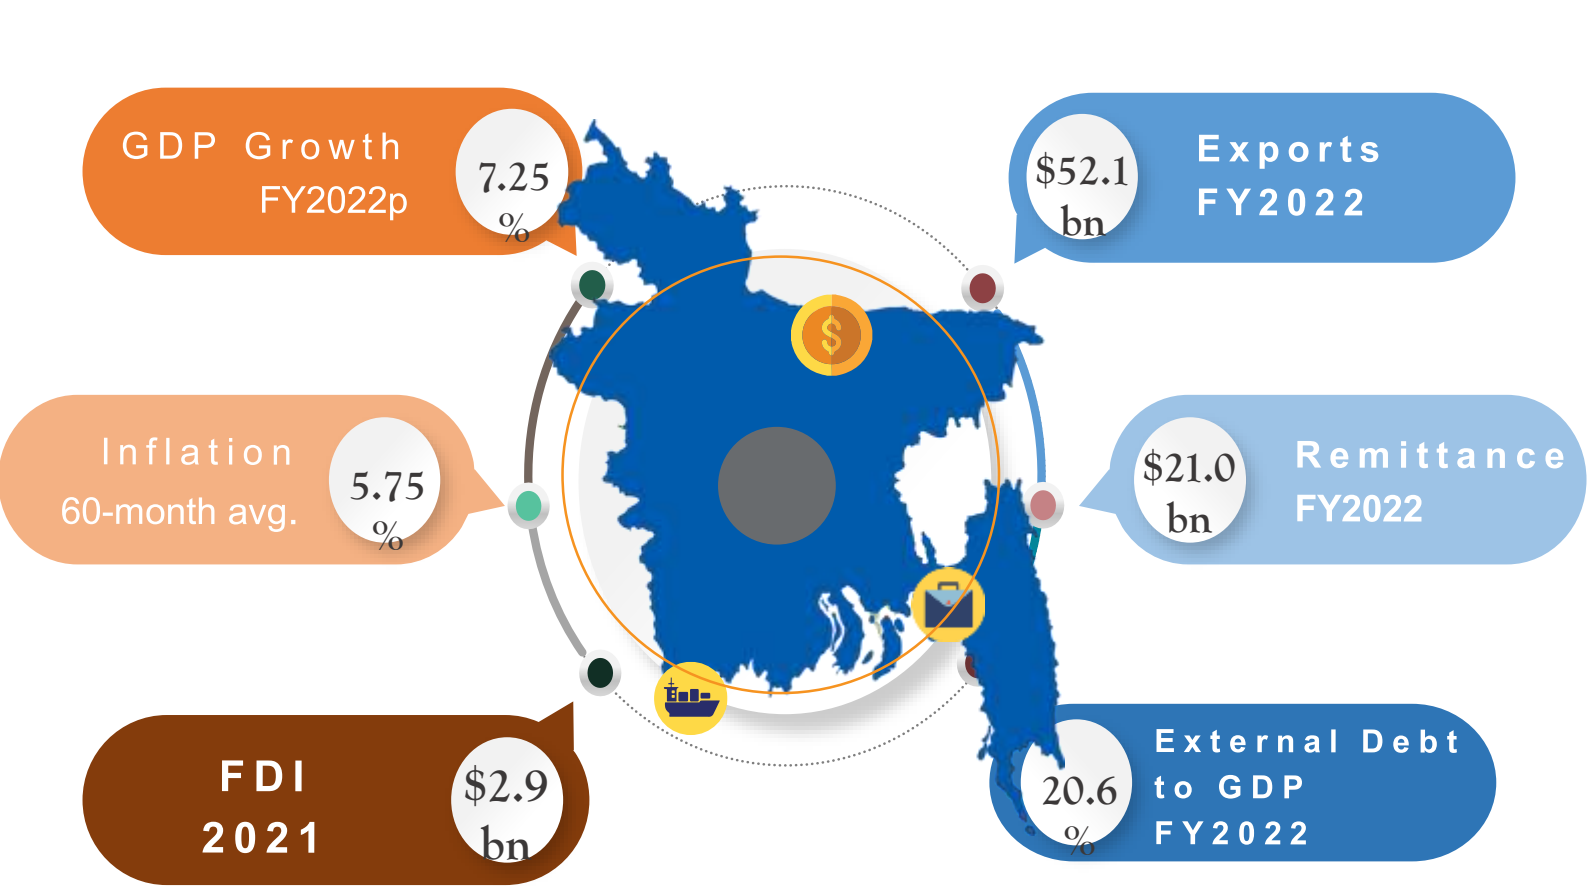 GDP Growth
FY2022p
7.25
%
Exports
FY2022
$52.1
bn
Inflation
60-month avg.
5.75
%
Remittance
FY2022
$21.0
bn
FDI
2021
$2.9
bn
External Debt
to GDP
FY2022
20.6
%
$